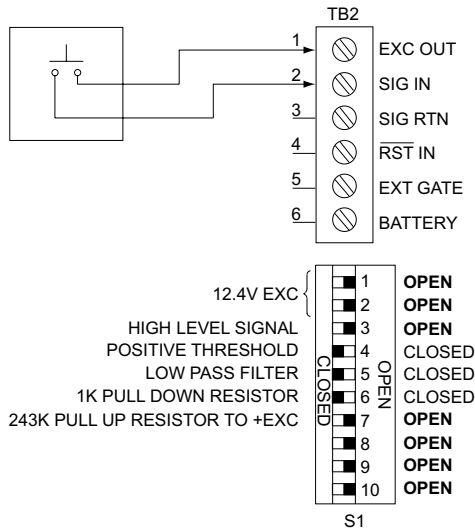 TB2
1 EXC OUT
2 SIG IN
3 SIG RTN
4 RST IN
5 EXT GATE
6 BATTERY
12.4V EXC
1 OPEN
2 OPEN
HIGH LEVEL SIGNAL 3 OPEN
POSITIVE THRESHOLD 4 CLOSED
LOW PASS FILTER 5 CLOSED
1K PULL DOWN RESISTOR 6 CLOSED
243K PULL UP RESISTOR TO +EXC 7 OPEN
8 OPEN
9 OPEN
10 OPEN
CLOSED
OPEN
S1